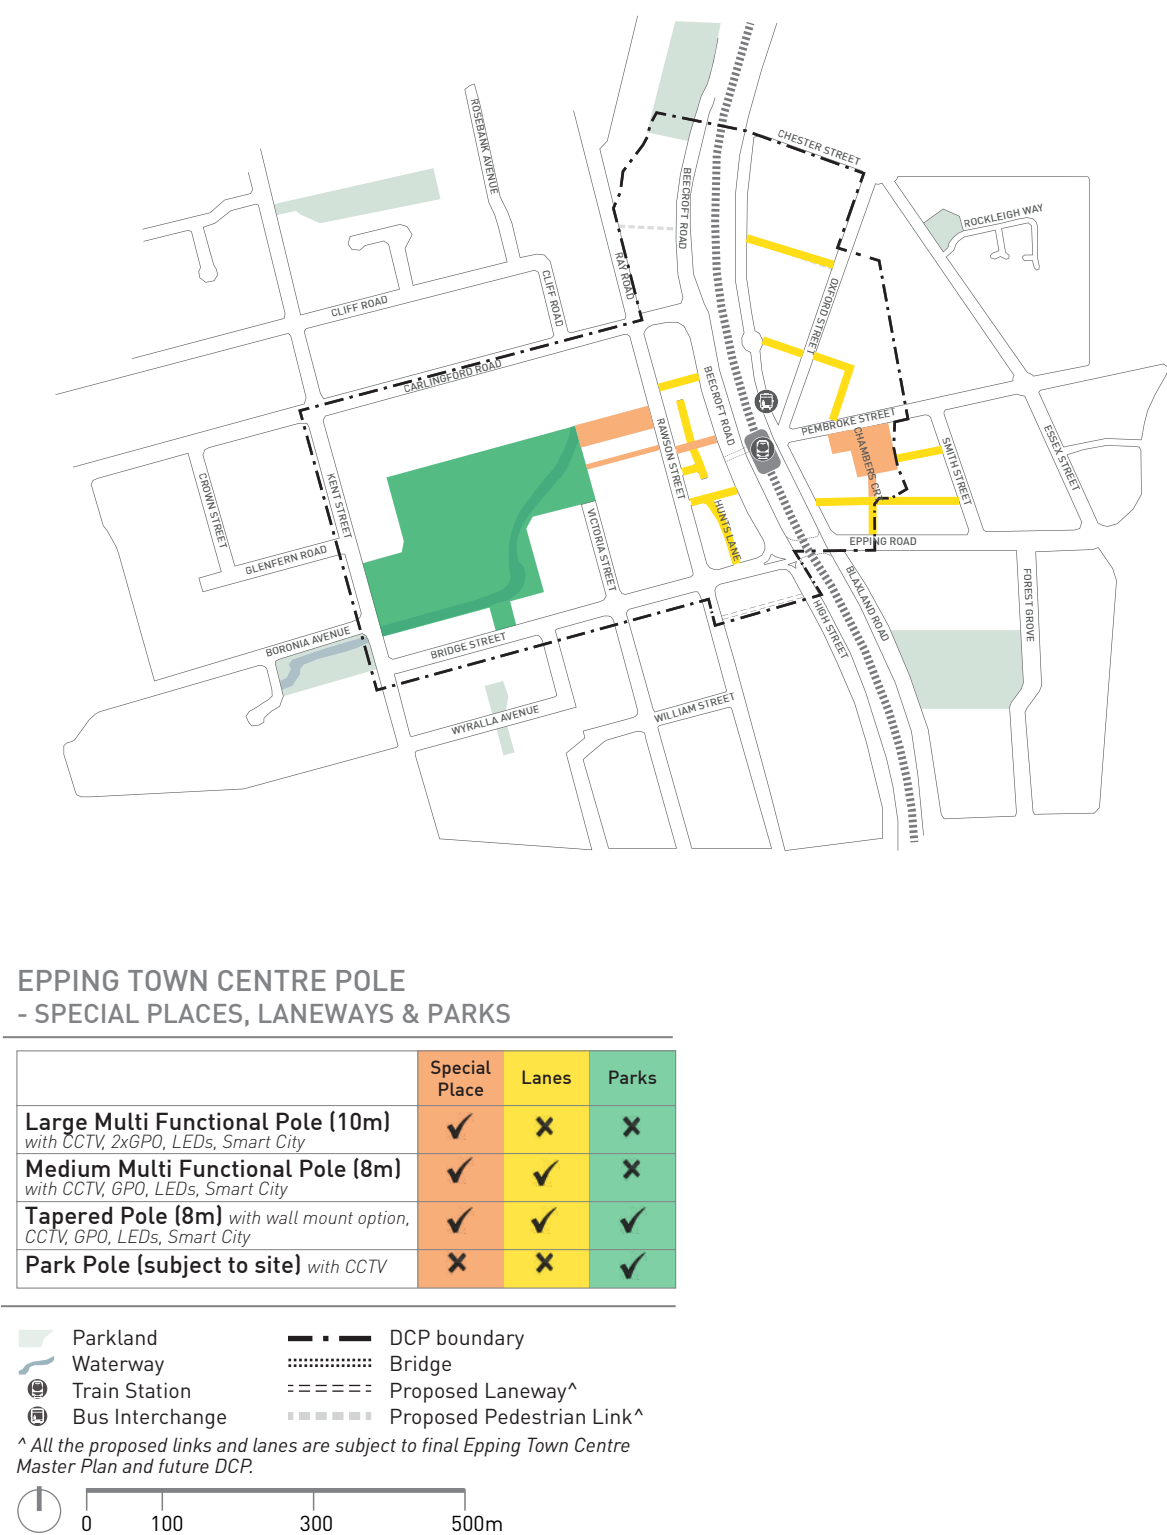 CHESTER STREET
ROSEBANK AVENUE
BEECROFT ROAD
ROCKLEIGH WAY
RAY ROAD
CLIFF ROAD
CLIFF ROAD
OXFORD STREET
CARLINGFORD ROAD
BEECROFT ROAD
PEMBROKE STREET
RAWSON STREET
CHAMBERS CRT
SMITH STREET
ESSEX STREET
CROWN STREET
KENT STREET
VICTORIA STREET
HUNTS LANE
EPPING ROAD
GLENFERN ROAD
BLAXLAND ROAD
FOREST GROVE
HIGH STREET
BORONIA AVENUE
BRIDGE STREET
WYRALLA AVENUE
WILLIAM STREET
EPPING TOWN CENTRE POLE
- SPECIAL PLACES, LANEWAYS & PARKS
Special
Place
Lanes
Parks
Large Multi Functional Pole (10m)
with CCTV, 2xGPO, LEDs, Smart City
Medium Multi Functional Pole (8m)
with CCTV, GPO, LEDs, Smart City
Tapered Pole (8m) with wall mount option,
CCTV, GPO, LEDs, Smart City
Park Pole (subject to site) with CCTV
Parkland
Waterway
Train Station
Bus Interchange
DCP boundary
Bridge
Proposed Laneway^
Proposed Pedestrian Link^
^ All the proposed links and lanes are subject to final Epping Town Centre
Master Plan and future DCP.
0 100 300 500m